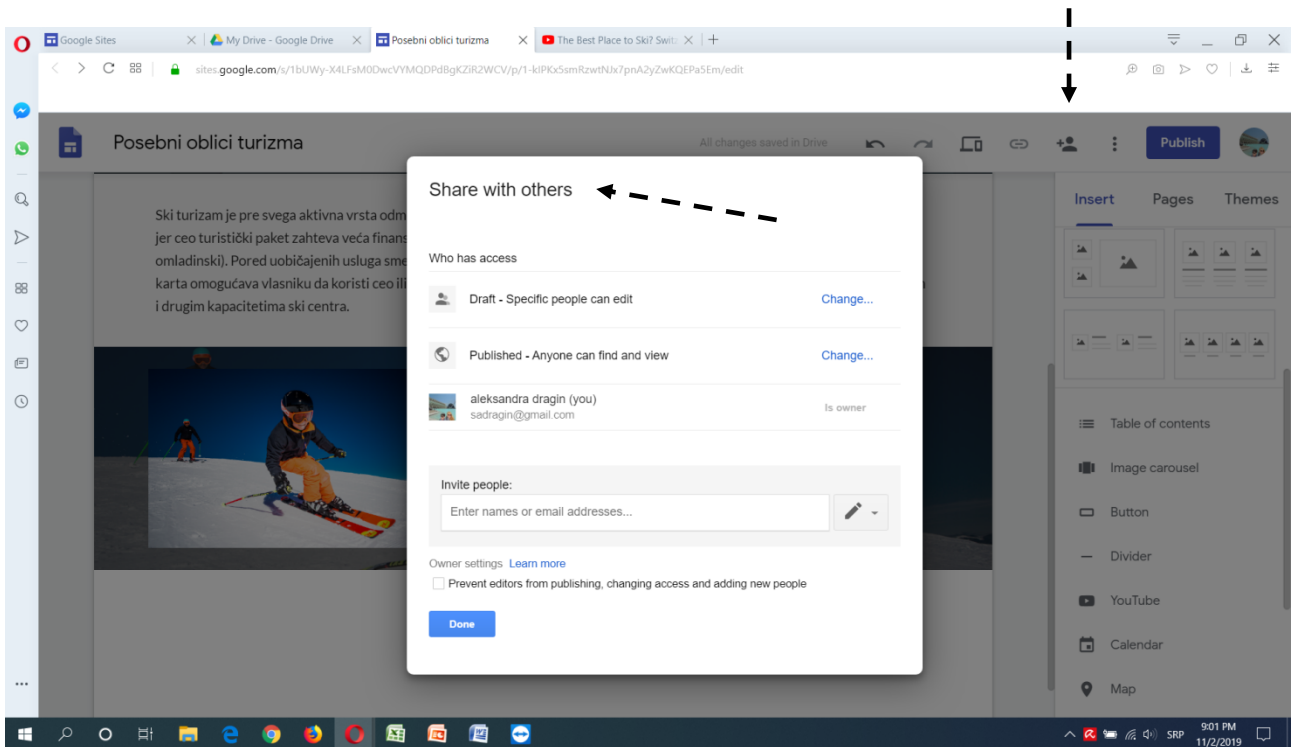 Google Sites
My Drive - Google Drive
Posebni oblici turizma
The Best Place to Ski? Swit
sites.google.com/s/1bUWy-X4LFsM0DwcVYMQDPdBgKZiR2WCV/p/1-kIPKx5smRzwtNJx7pnA2yZwKQEPa5Em/edit
Posebni oblici turizma
All changes saved in Drive
Publish
Insert
Pages
Themes
Ski turizam je pre svega aktivna vrsta odm
jer ceo turistički paket zahteva veća finans
omladinski). Pored uobičajenih usluga sme
karta omogućava vlasniku da koristi ceo ili
i drugim kapacitetima ski centra.
Share with others
Who has access
Draft - Specific people can edit
Change...
Published - Anyone can find and view
Change...
aleksandra dragin (you)
sadragin@gmail.com
Is owner
Invite people:
Enter names or email addresses...
Owner settings Learn more
Prevent editors from publishing, changing access and adding new people
Done
Table of contents
Image carousel
Button
Divider
YouTube
Calendar
Map
SRP
9:01 PM
11/2/2019